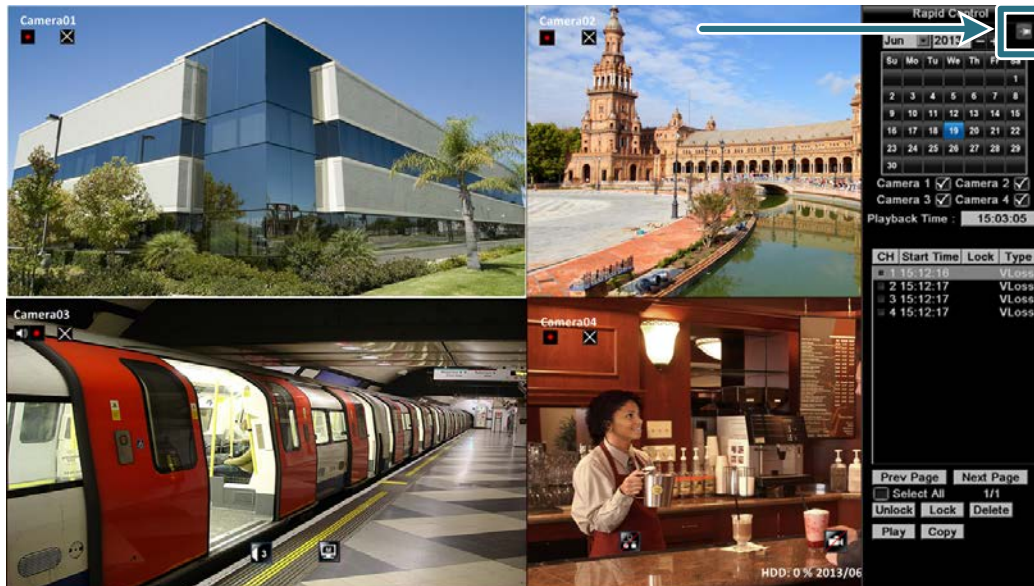 Camera01
Camera02
Camera03
3
Camera04
HDD: 0 % 2013/06
Rapid Control
Jun 2013
Su Mo Tu We Th Fr Sa
1
2 3 4 5 6 7 8
9 10 11 12 13 14 15
16 17 18 19 20 21 22
23 24 25 26 27 28 29
30
Camera 1 Camera 2
Camera 3 Camera 4
Playback Time : 15:03:05
CH Start Time Lock Type
1 15:12:16 VLoss
2 15:12:17 VLoss
3 15:12:17 VLoss
4 15:12:17 VLoss
Prev Page Next Page
Select All 1/1
Unlock Lock Delete
Play Copy